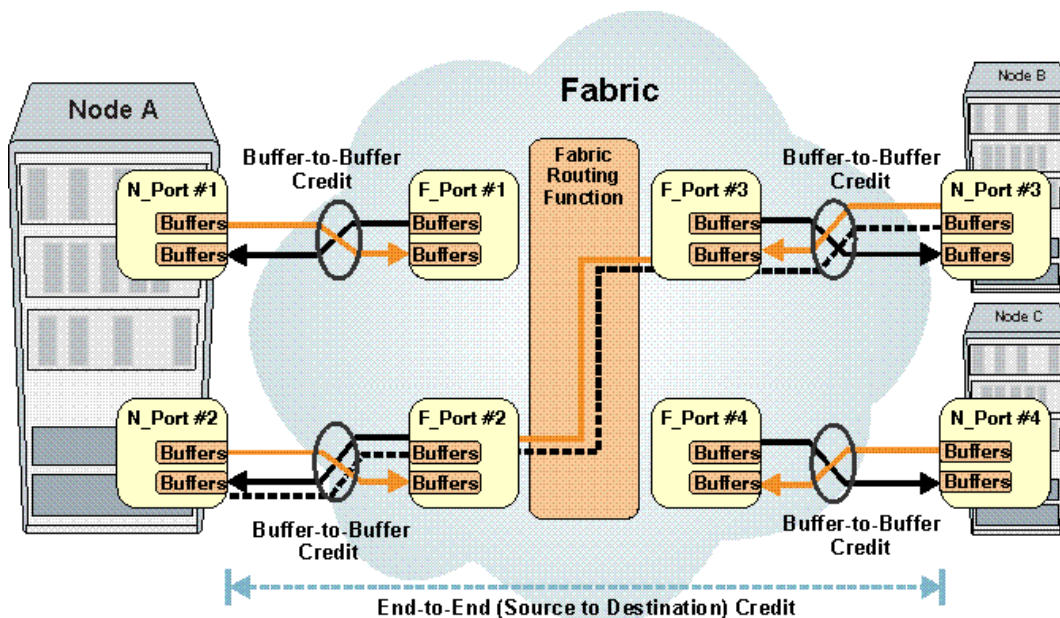 Fabric
Node A
Node B
Node C
Fabric
Routing
Function
Buffer-to-Buffer
Credit
Buffer-to-Buffer
Credit
N_Port #1
Buffers
Buffers
F_Port #1
Buffers
Buffers
F_Port #3
Buffers
Buffers
N_Port #3
Buffers
Buffers
N_Port #2
Buffers
Buffers
F_Port #2
Buffers
Buffers
F_Port #4
Buffers
Buffers
N_Port #4
Buffers
Buffers
Buffer-to-Buffer
Credit
Buffer-to-Buffer
Credit
End-to-End (Source to Destination) Credit